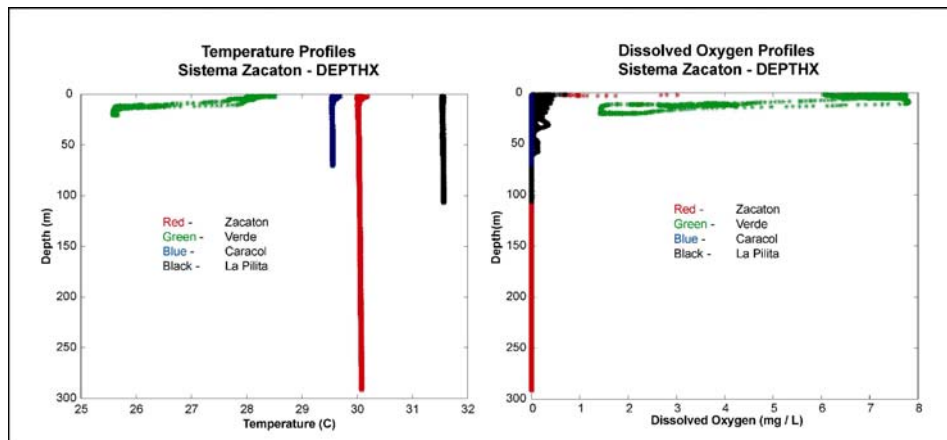 Temperature Profiles
Sistema Zacaton - DEPTHX
0
50
100
150
200
250
300
Depth (m)
Red - Zacaton
Green - Verde
Blue - Caracol
Black - La Pilita
25 26 27 28 29 30 31 32
Temperature (C)
Dissolved Oxygen Profiles
Sistema Zacaton - DEPTHX
0
50
100
150
200
250
300
Depth(m)
Red - Zacaton
Green - Verde
Blue - Caracol
Black - La Pilita
0 1 2 3 4 5 6 7 8
Dissolved Oxygen (mg / L)